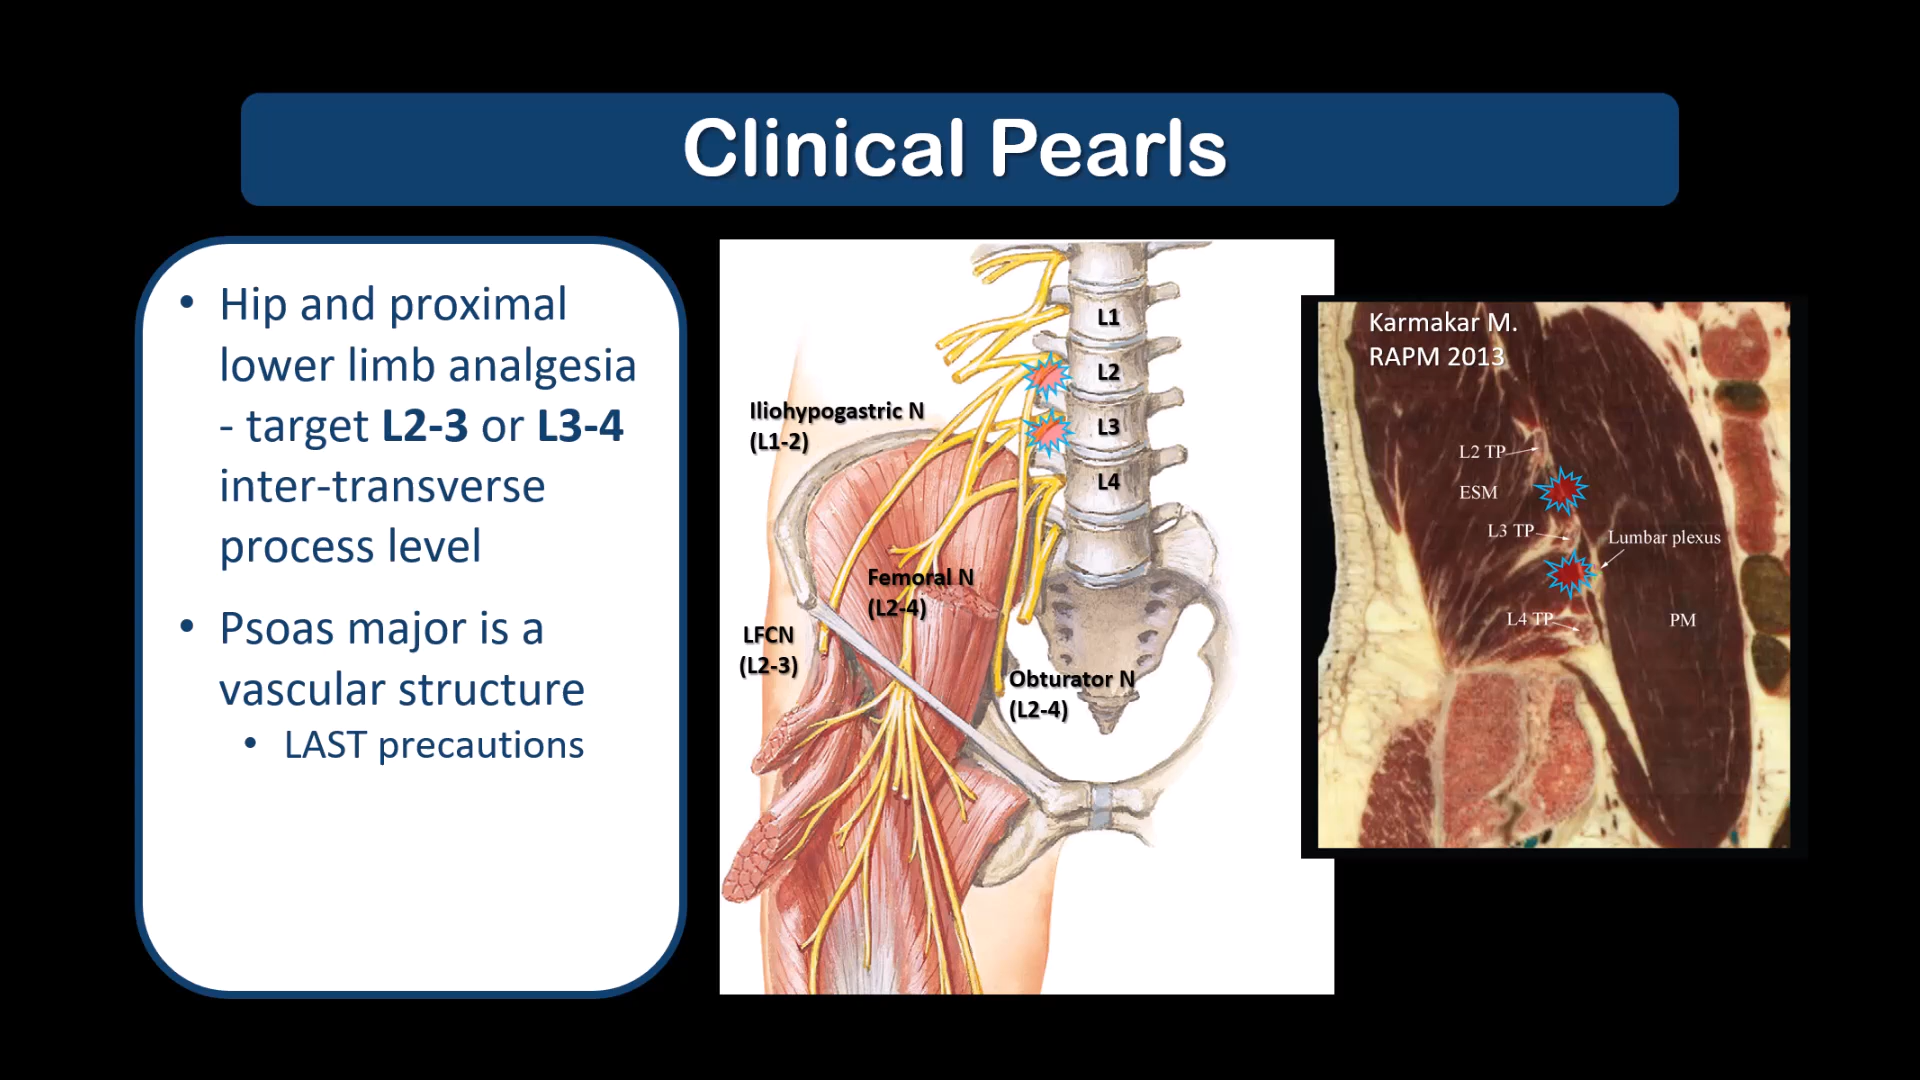 Clinical Pearls
• Hip and proximal
lower limb analgesia
- target L2-3 or L3-4
inter-transverse
process level
• Psoas major is a
vascular structure
• LAST precautions
L1
L2
L3
L4
Iliohypogastric N
(L1-2)
Femoral N
(L2-4)
LFCN
(L2-3)
Obturator N
(L2-4)
Karmakar M.
RAPM 2013
L2 TP
ESM
L3 TP
Lumbar plexus
L4 TP
PM